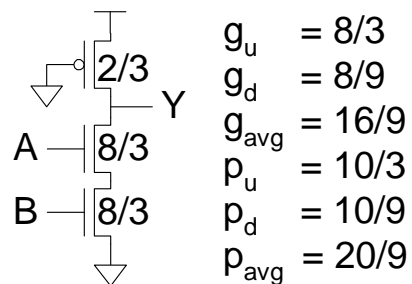 2/3
Y
A 8/3
B 8/3
g_u = 8/3
g_d = 8/9
g_avg = 16/9
p_u = 10/3
p_d = 10/9
p_avg = 20/9